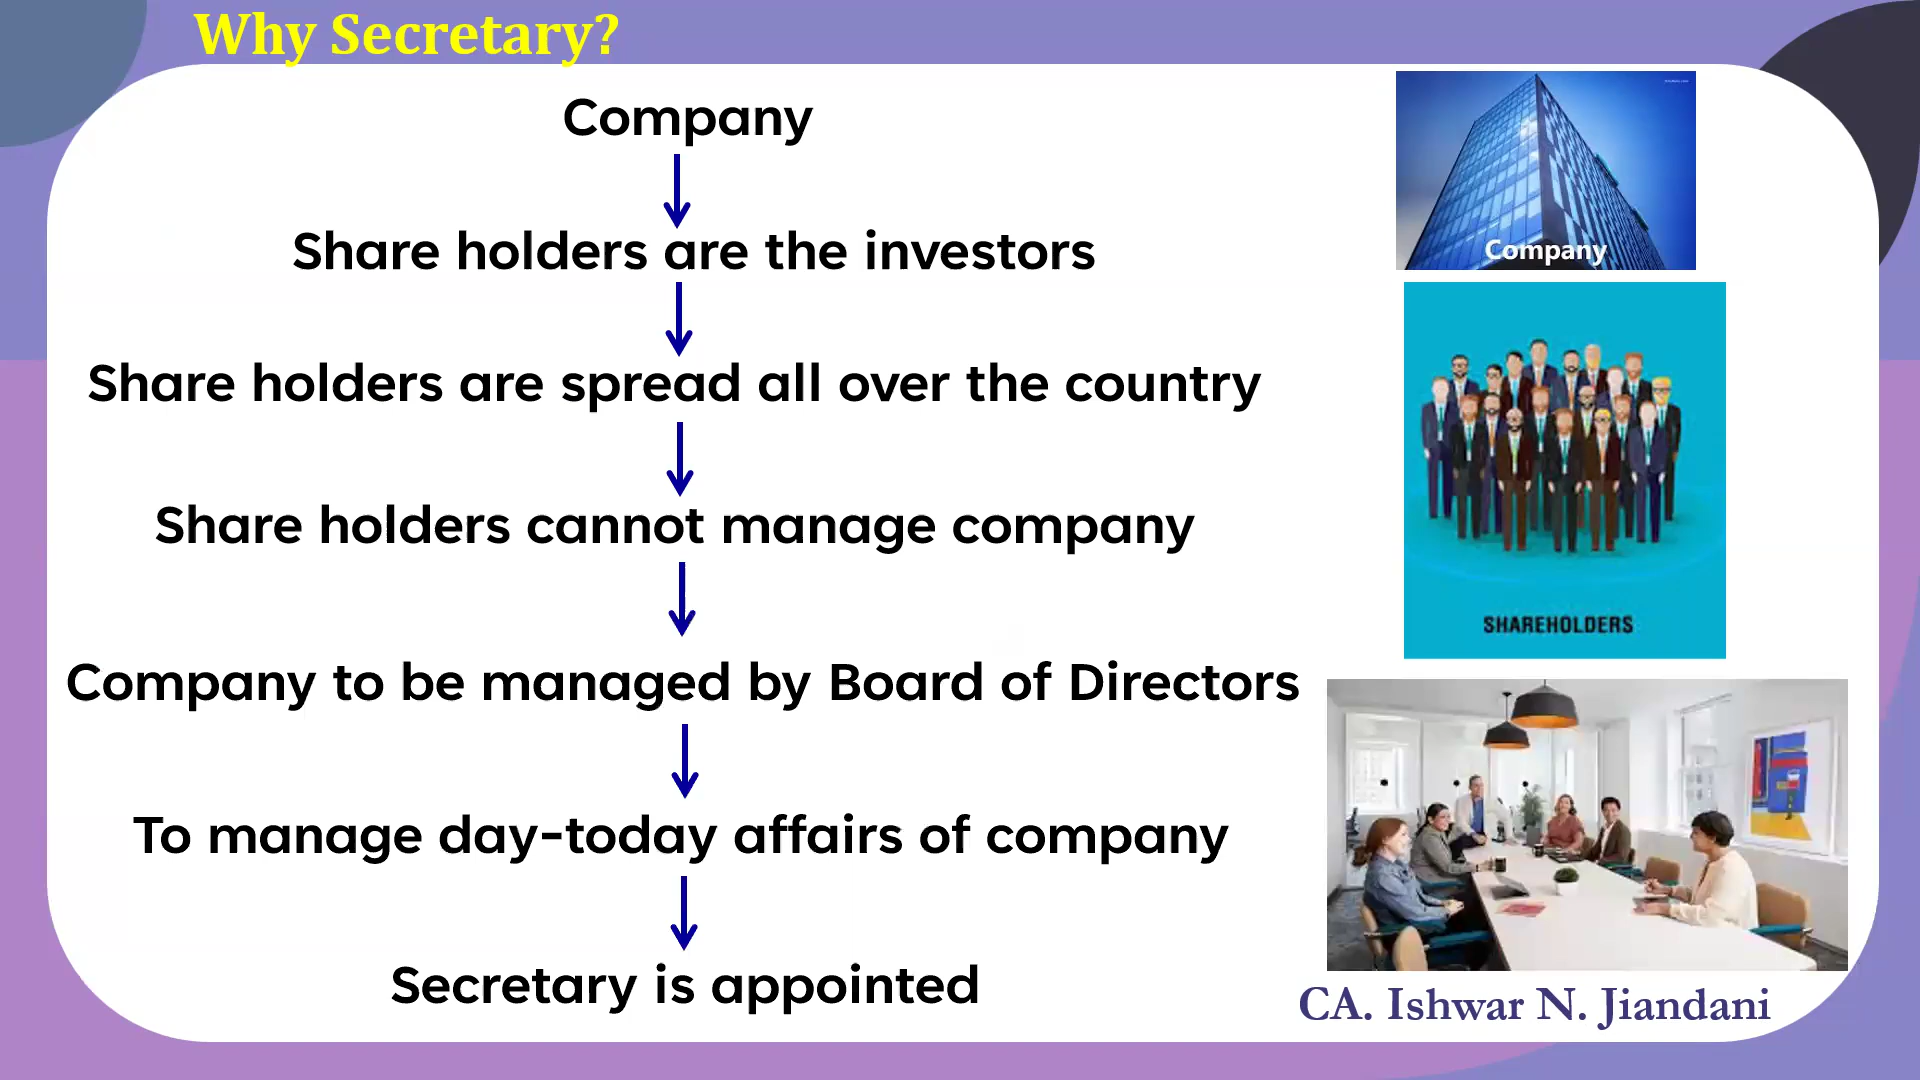 Why Secretary?
Company
Share holders are the investors
Share holders are spread all over the country
Share holders cannot manage company
Company to be managed by Board of Directors
To manage day-today affairs of company
Secretary is appointed
Company
SHAREHOLDERS
CA. Ishwar N. Jiandani